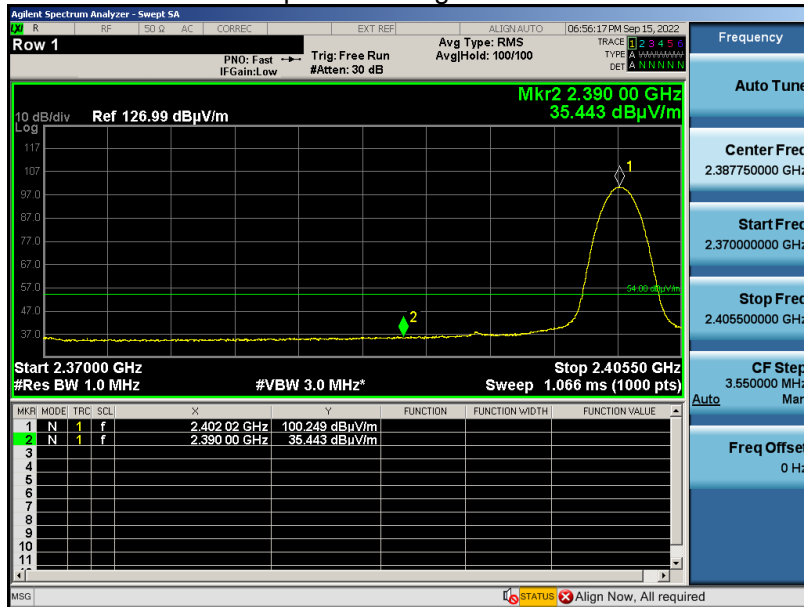 Agilent Spectrum Analyzer - Swept SA
LXI R RF 50 Ω AC CORREC EXT REF ALIGNAUTO 06:56:17 PM Sep 15, 2022
Row 1
PNO: Fast
IFGain:Low
Trig: Free Run
#Atten: 30 dB
Avg Type: RMS
Avg|Hold: 100/100
TRACE 1 2 3 4 5 6
TYPE A
DET A N N N N N
Mkr2 2.390 00 GHz
35.443 dBµV/m
10 dB/div Ref 126.99 dBµV/m
Log
117
107
97.0
87.0
77.0
67.0
57.0
47.0
37.0
1
54.00 dBµV/m
2
Start 2.37000 GHz Stop 2.40550 GHz
#Res BW 1.0 MHz #VBW 3.0 MHz* Sweep 1.066 ms (1000 pts)
MKR MODE TRC SCL X Y FUNCTION FUNCTION WIDTH FUNCTION VALUE
1 N 1 f 2.402 02 GHz 100.249 dBµV/m
2 N 1 f 2.390 00 GHz 35.443 dBµV/m
3
4
5
6
7
8
9
10
11
MSG STATUS Align Now, All required
Frequency
Auto Tune
Center Freq
2.387750000 GHz
Start Freq
2.370000000 GHz
Stop Freq
2.405500000 GHz
CF Step
3.550000 MHz
Auto Man
Freq Offset
0 Hz